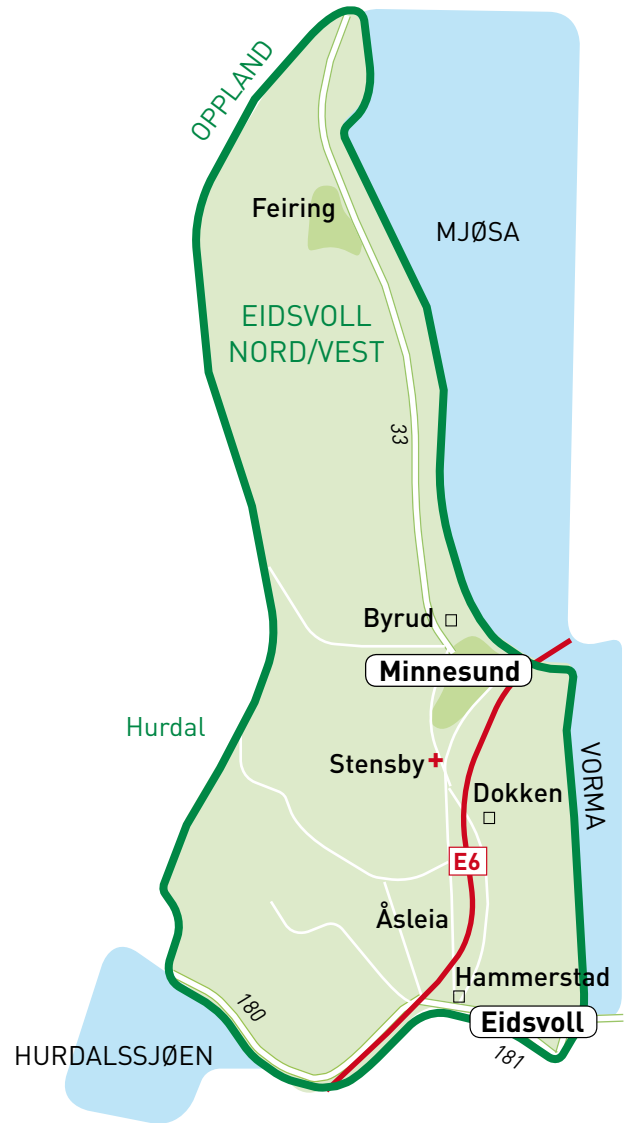 OPPLAND
Feiring
MJØSA
EIDSVOLL
NORD/VEST
33
Byrud
Minnesund
Hurdal
Stensby
VORMA
Dokken
E6
Åsleia
Hammerstad
180
Eidsvoll
HURDALSSJØEN
181